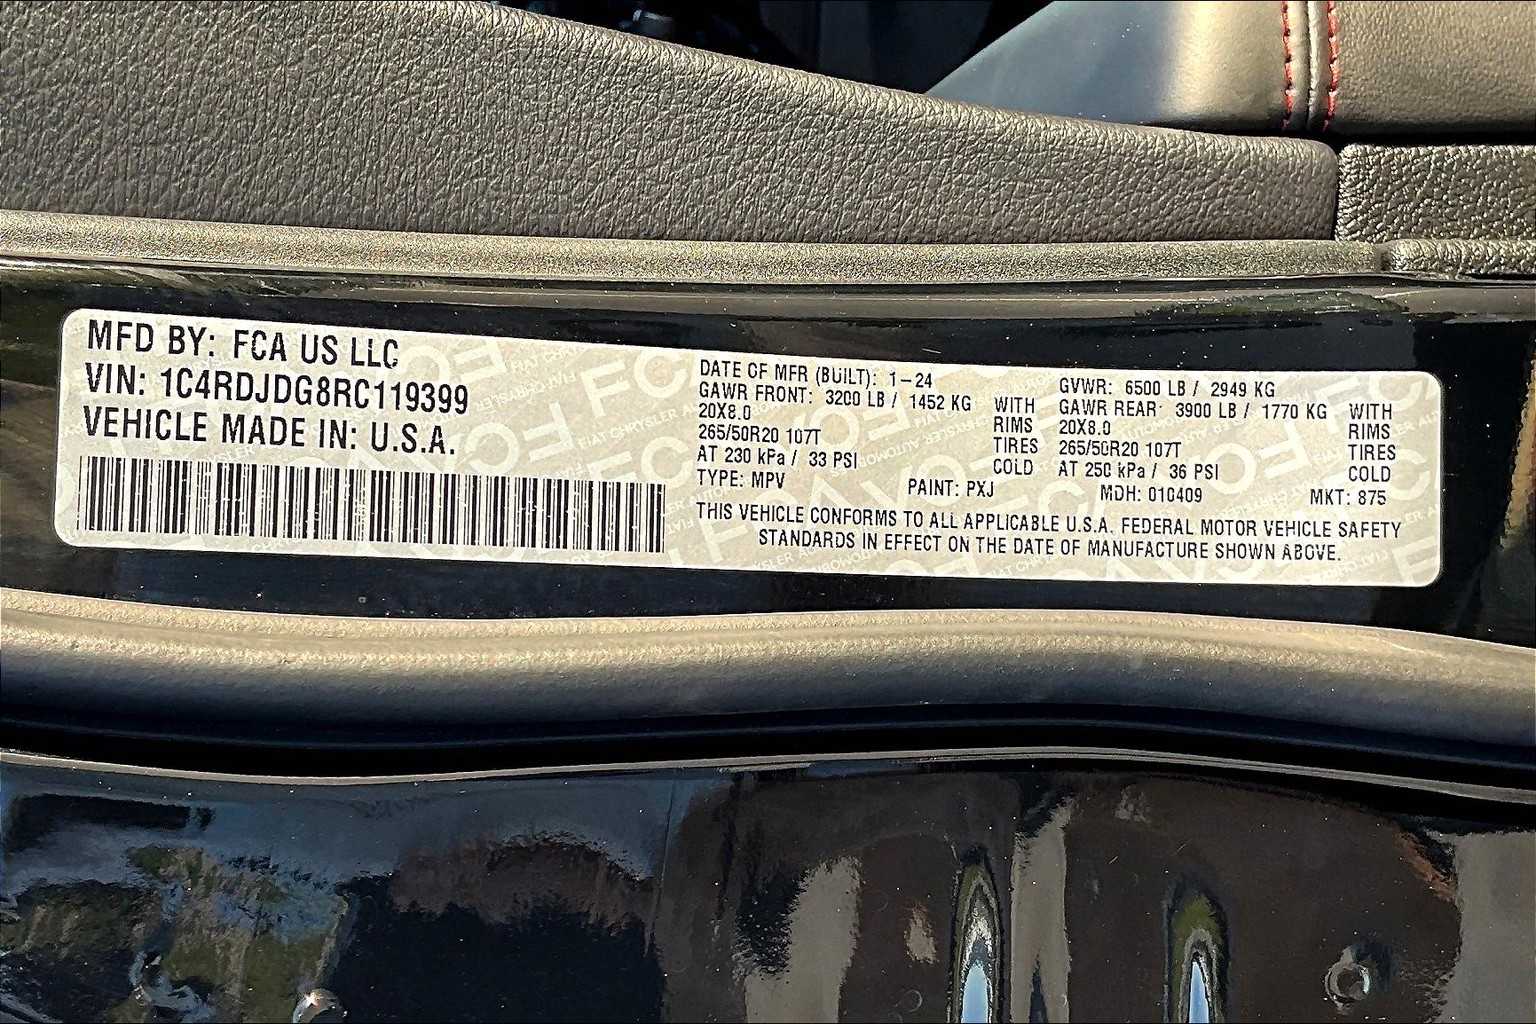 MFD BY: FCA US LLC
VIN: 1C4RDJDG8RC119399
VEHICLE MADE IN: U.S.A.
DATE OF MFR (BUILT): 1-24
GAWR FRONT: 3200 LB / 1452 KG WITH
20X8.0 RIMS
265/50R20 107T TIRES
AT 230 kPa / 33 PSI COLD
GVWR: 6500 LB / 2949 KG
GAWR REAR: 3900 LB / 1770 KG WITH
20X8.0 RIMS
265/50R20 107T TIRES
AT 250 kPa / 36 PSI COLD
TYPE: MPV PAINT: PXJ MDH: 010409 MKT: 875
THIS VEHICLE CONFORMS TO ALL APPLICABLE U.S.A. FEDERAL MOTOR VEHICLE SAFETY
STANDARDS IN EFFECT ON THE DATE OF MANUFACTURE SHOWN ABOVE.